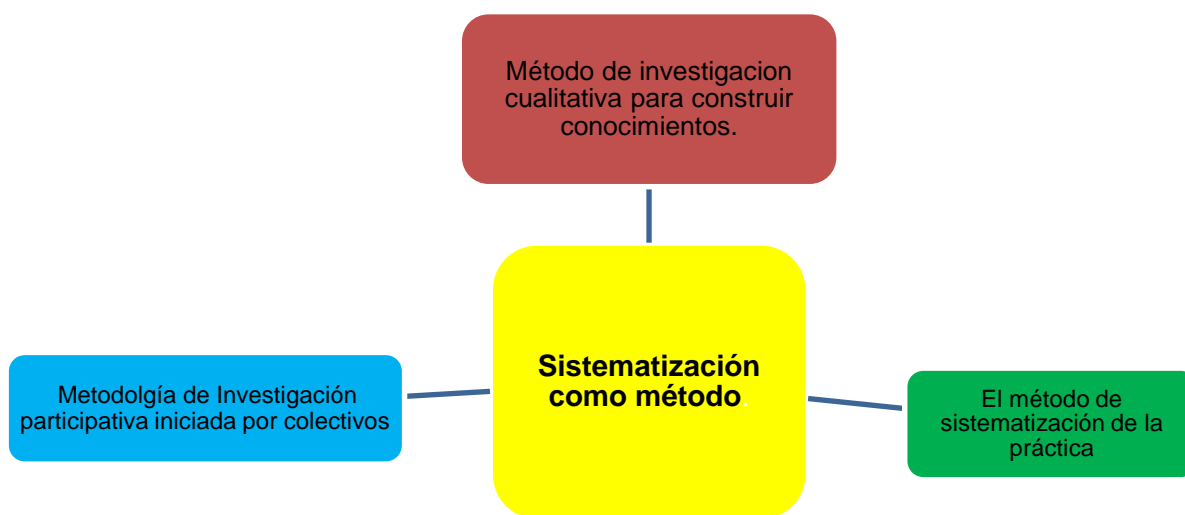 Método de investigacion
cualitativa para construir
conocimientos.
Sistematización
como método.
Metodolgía de Investigación
participativa iniciada por colectivos
El método de
sistematización de la
práctica